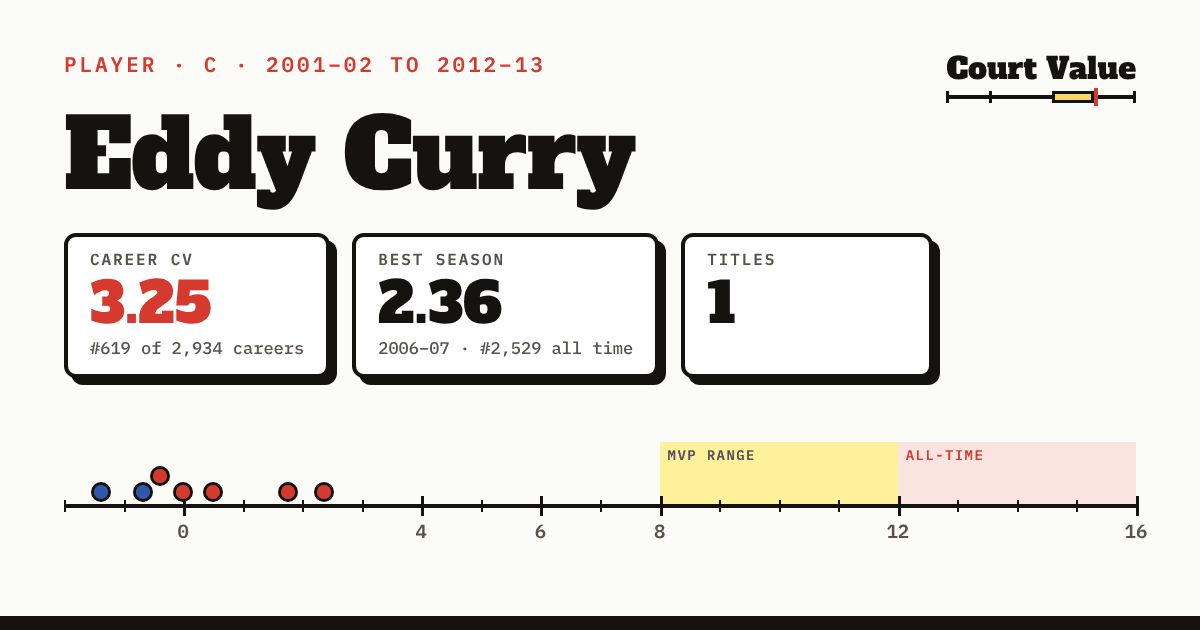 PLAYER · C · 2001–02 TO 2012–13
Court Value
Eddy Curry
CAREER CV
3.25
#619 of 2,934 careers
BEST SEASON
2.36
2006–07 · #2,529 all time
TITLES
1
MVP RANGE
ALL-TIME
0 4 6 8 12 16